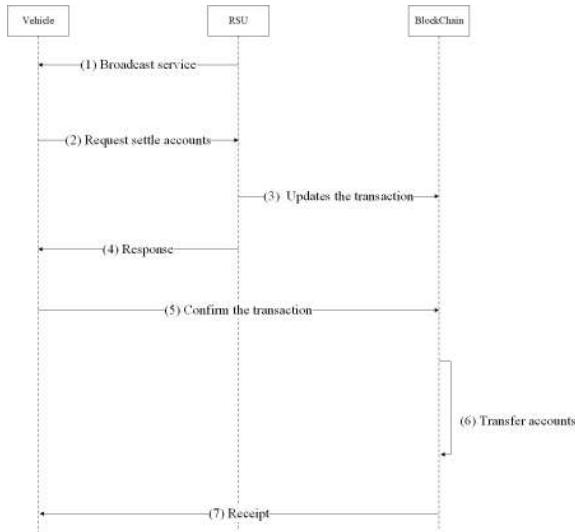 Vehicle
RSU
BlockChain
(1) Broadcast service
(2) Request settle accounts
(3) Updates the transaction
(4) Response
(5) Confirm the transaction
(6) Transfer accounts
(7) Receipt